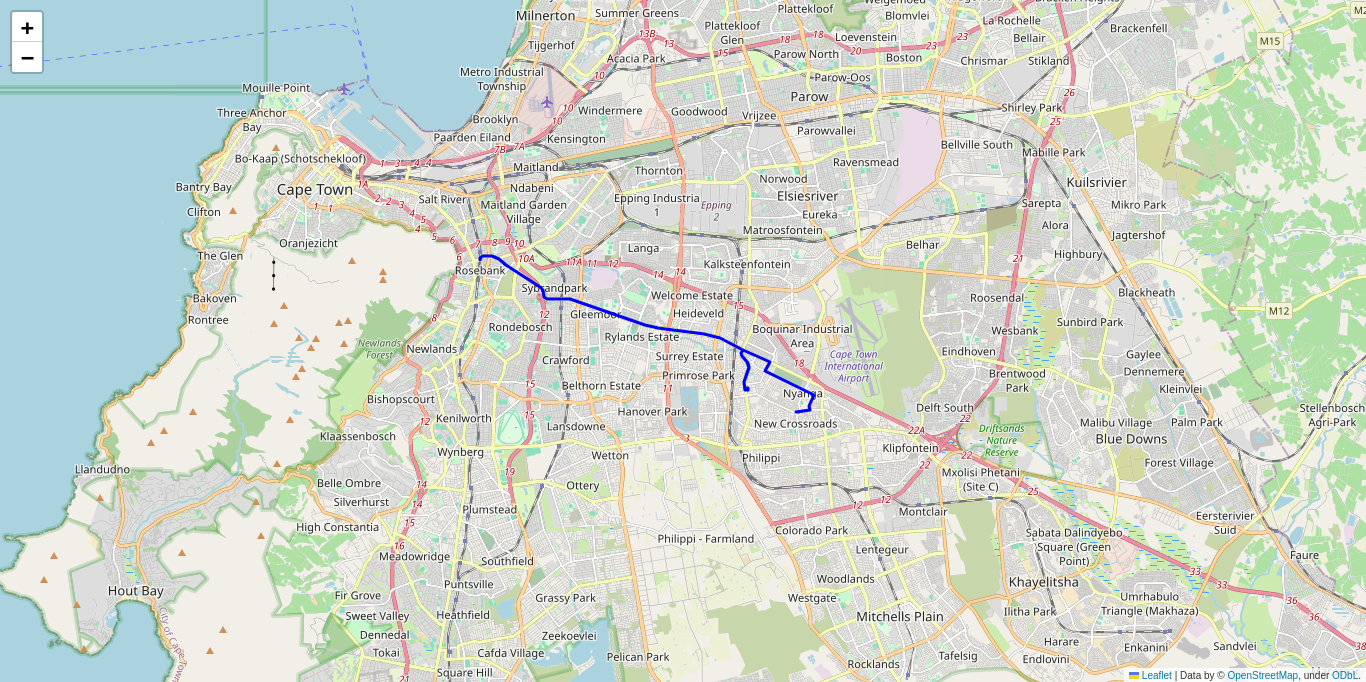 +
−
Milnerton
Summer Greens
Plattekloof
Weigenhoed
Blomvlei
La Rochelle
Bracken Heights
Brackenfell
M15
Tijgerhof
Plattekloof
Glen
Loevenstein
Bellair
Acacia Park
Parow North
Boston
Chrismar
Stikland
Metro Industrial
Township
Parow-Oos
Parow
Mouille Point
Three Anchor
Bay
Brooklyn
Windermere
Goodwood
Vrijzee
Shirley Park
Paarden Eiland
Kensington
Parowvallei
Bellville South
Mabille Park
Bo-Kaap (Schotschekloof)
Maitland
Thornton
Ravensmead
Bantry Bay
Cape Town
Ndabeni
Norwood
Kuilsrivier
Salt River
Maitland Garden
Village
Epping Industria
1
Epping
2
Elsiesriver
Sarepta
Mikro Park
Clifton
Eureka
Alora
Oranjezicht
Langa
Matroosfontein
Belhar
Jagtershof
The Glen
Rosebank
Kalksteenfontein
Highbury
Bakoven
Sybrandpark
Welcome Estate
Roosendal
Blackheath
M12
Rontree
Gleemoor
Heideveld
Rondebosch
Rylands Estate
Boquinar Industrial
Area
Wesbank
Sunbird Park
Newlands
Forest
Newlands
Crawford
Surrey Estate
Cape Town
International
Airport
Eindhoven
Gaylee
Primrose Park
Brentwood
Park
Dennemere
Belthorn Estate
Nyanga
Kleinvlei
Bishopscourt
Hanover Park
Delft South
Stellenbosch
Agri-Park
Kenilworth
Lansdowne
New Crossroads
Malibu Village
Palm Park
Klaassenbosch
Driftsands
Nature
Reserve
Blue Downs
Wynberg
Wetton
Philippi
Klipfontein
Forest Village
Llandudno
Belle Ombre
Ottery
Mxolisi Phetani
(Site C)
Silverhurst
Plumstead
Montclair
Eersterivier
Suid
High Constantia
Philippi - Farmland
Colorado Park
Sabata Dalindyebo
Square (Green
Point)
Meadowridge
Southfield
Lentegeur
Faure
Hout Bay
Puntsville
Woodlands
Khayelitsha
Fir Grove
Grassy Park
Westgate
Umrhabulo
Triangle (Makhaza)
City of Cape Town
Sweet Valley
Heathfield
Mitchells Plain
Ilitha Park
Dennedal
Zeekoevlei
Harare
Tokai
Cafda Village
Pelican Park
Tafelsig
Enkanini
Sandvlei
Endlovini
Square Hill
Rocklands
Leaflet | Data by © OpenStreetMap, under ODbL.